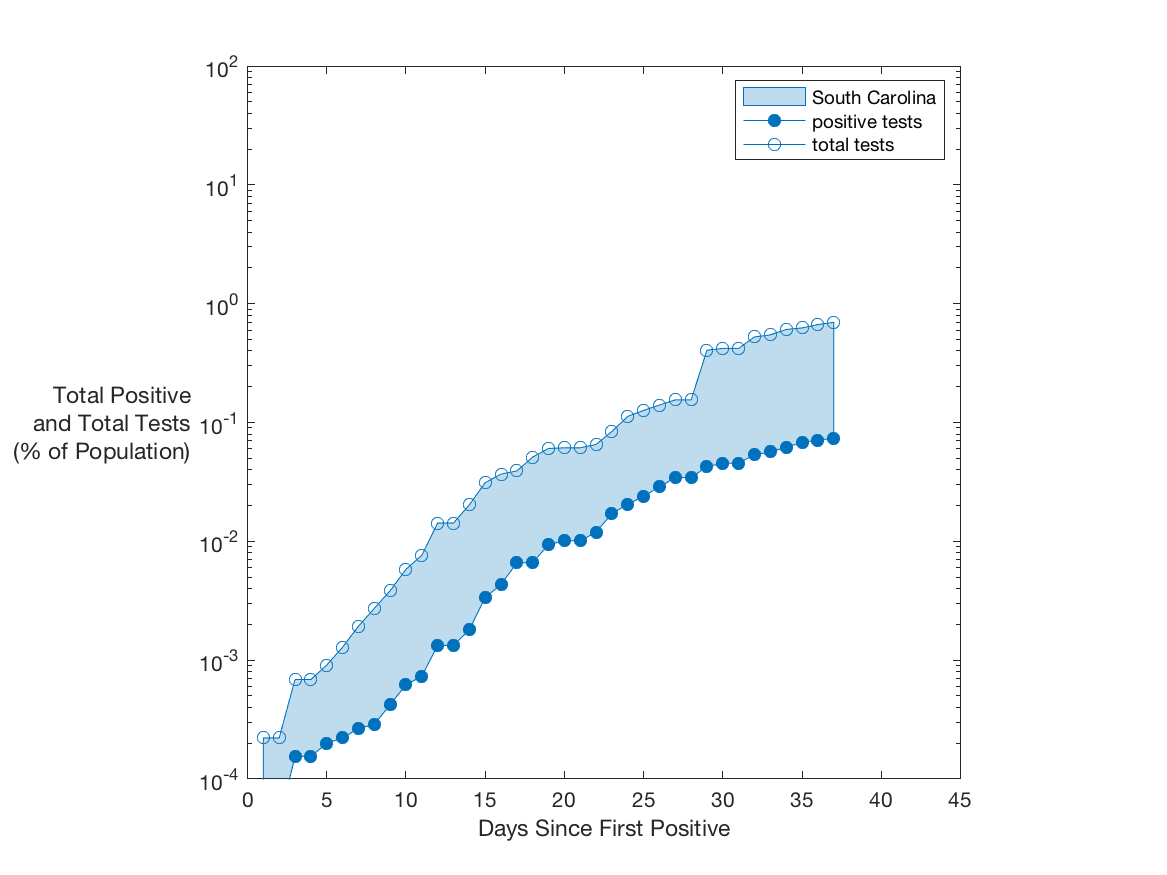 10^2
10^1
10^0
10^-1
10^-2
10^-3
10^-4
Total Positive
and Total Tests
(% of Population)
South Carolina
positive tests
total tests
0 5 10 15 20 25 30 35 40 45
Days Since First Positive